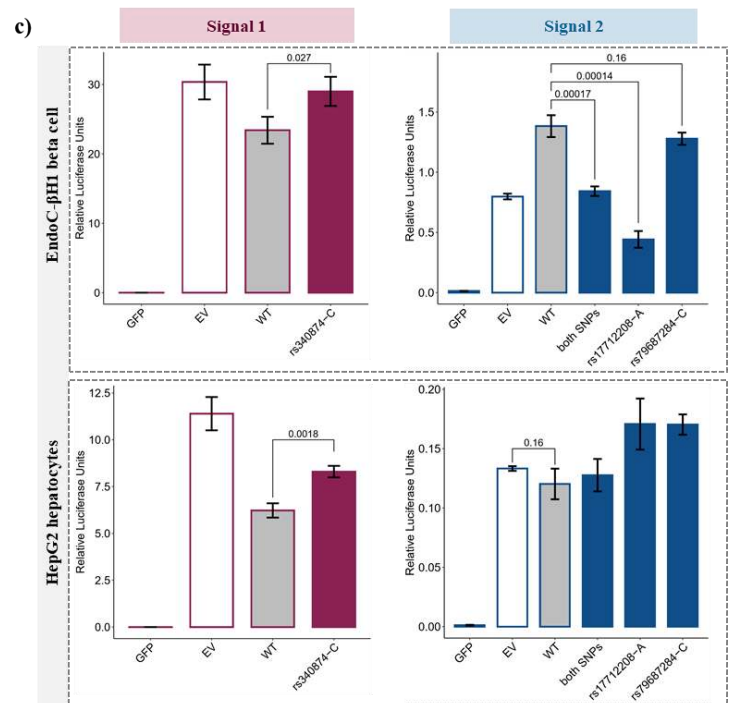 c)
Signal 1
Signal 2
EndoC-βH1 beta cell
Relative Luciferase Units
30
20
10
0
0.027
GFP
EV
WT
rs340874-C
Relative Luciferase Units
1.5
1.0
0.5
0.0
0.16
0.00014
0.00017
GFP
EV
WT
both SNPs
rs17712208-A
rs79687284-C
HepG2 hepatocytes
Relative Luciferase Units
12.5
10.0
7.5
5.0
2.5
0.0
0.0018
GFP
EV
WT
rs340874-C
Relative Luciferase Units
0.20
0.15
0.10
0.05
0.00
0.16
GFP
EV
WT
both SNPs
rs17712208-A
rs79687284-C